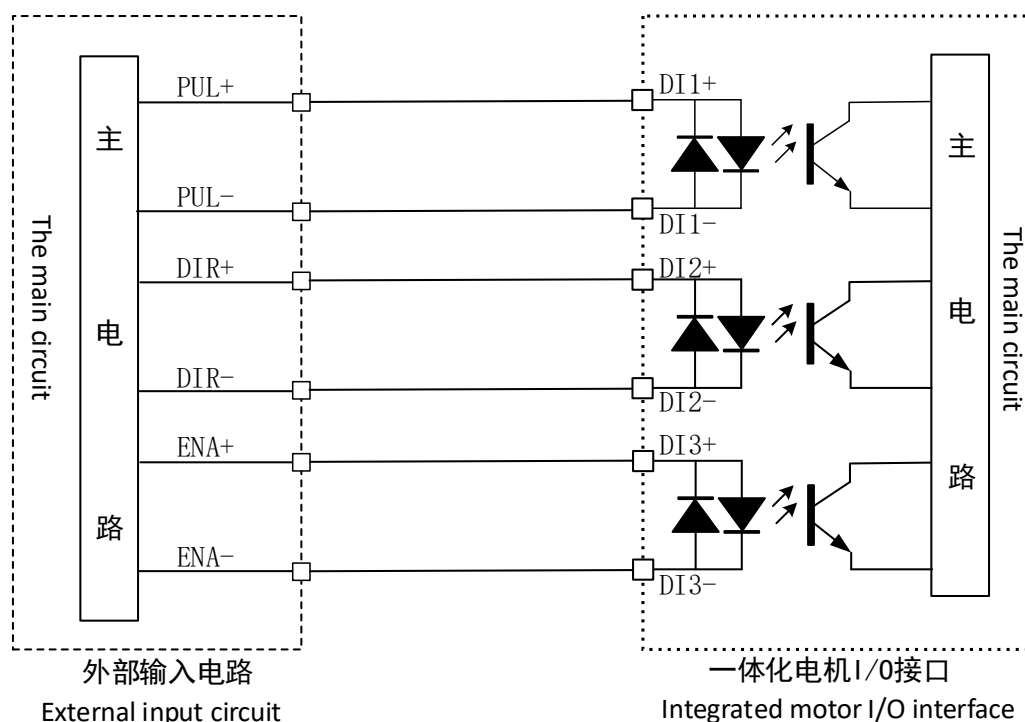 PUL+
PUL-
DIR+
DIR-
ENA+
ENA-
主
电
路
The main circuit
外部输入电路
External input circuit
DI1+
DI1-
DI2+
DI2-
DI3+
DI3-
主
电
路
The main circuit
一体化电机I/O接口
Integrated motor I/O interface